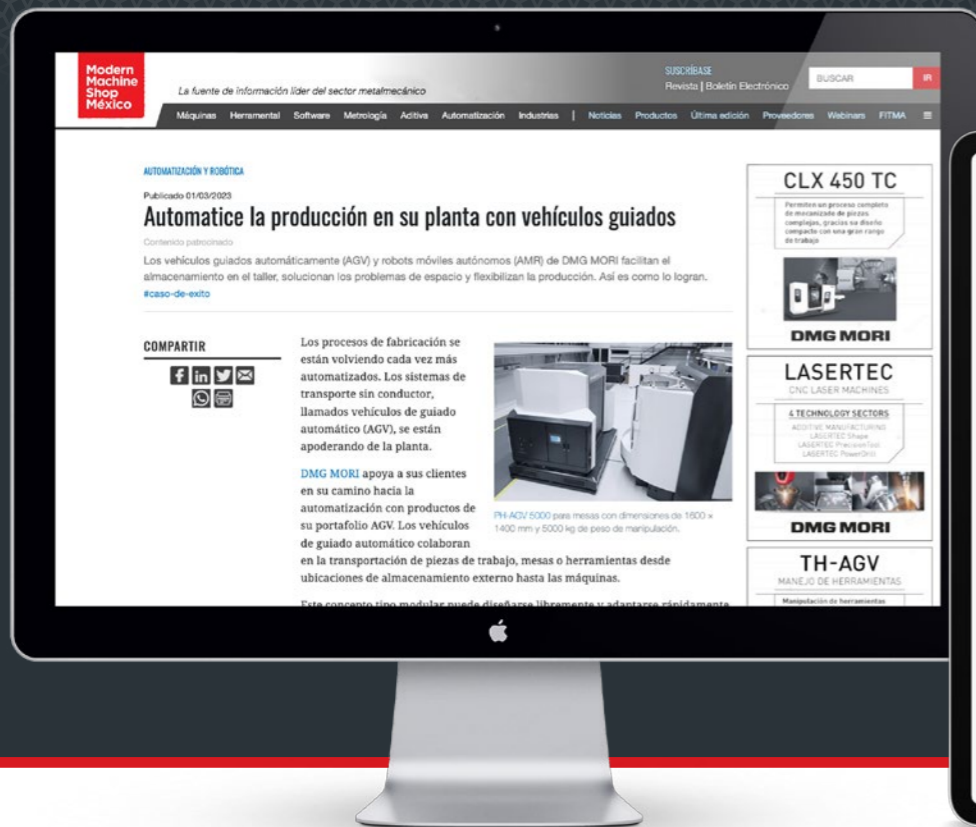 Modern
Machine
Shop
México
La fuente de información líder del sector metalmecánico
SUSCRÍBASE
Revista | Boletín Electrónico
BUSCAR
IR
Máquinas Herramental Software Metrología Aditiva Automatización Industrias | Noticias Productos Última edición Proveedores Webinars FITMA
AUTOMATIZACIÓN Y ROBÓTICA
Publicado 01/03/2023
Automatice la producción en su planta con vehículos guiados
Contenido patrocinado
Los vehículos guiados automáticamente (AGV) y robots móviles autónomos (AMR) de DMG MORI facilitan el
almacenamiento en el taller, solucionan los problemas de espacio y flexibilizan la producción. Así es como lo logran.
#caso-de-exito
COMPARTIR
Los procesos de fabricación se
están volviendo cada vez más
automatizados. Los sistemas de
transporte sin conductor,
llamados vehículos de guiado
automático (AGV), se están
apoderando de la planta.
DMG MORI apoya a sus clientes
en su camino hacia la
automatización con productos de
su portafolio AGV. Los vehículos
de guiado automático colaboran
en la transportación de piezas de trabajo, mesas o herramientas desde
ubicaciones de almacenamiento externo hasta las máquinas.
Este concepto tipo modular puede diseñarse libremente y adaptarse rápidamente
PH-AGV 5000 para mesas con dimensiones de 1600 ×
1400 mm y 5000 kg de peso de manipulación.
CLX 450 TC
Permiten un proceso completo
de mecanizado de piezas
complejas, gracias su diseño
compacto con una gran rango
de trabajo
DMG MORI
LASERTEC
CNC LASER MACHINES
4 TECHNOLOGY SECTORS
ADDITIVE MANUFACTURING
LASERTEC Shape
LASERTEC PrecisionTool
LASERTEC PowerDrill
DMG MORI
TH-AGV
MANEJO DE HERRAMIENTAS
Manipulación de herramientas